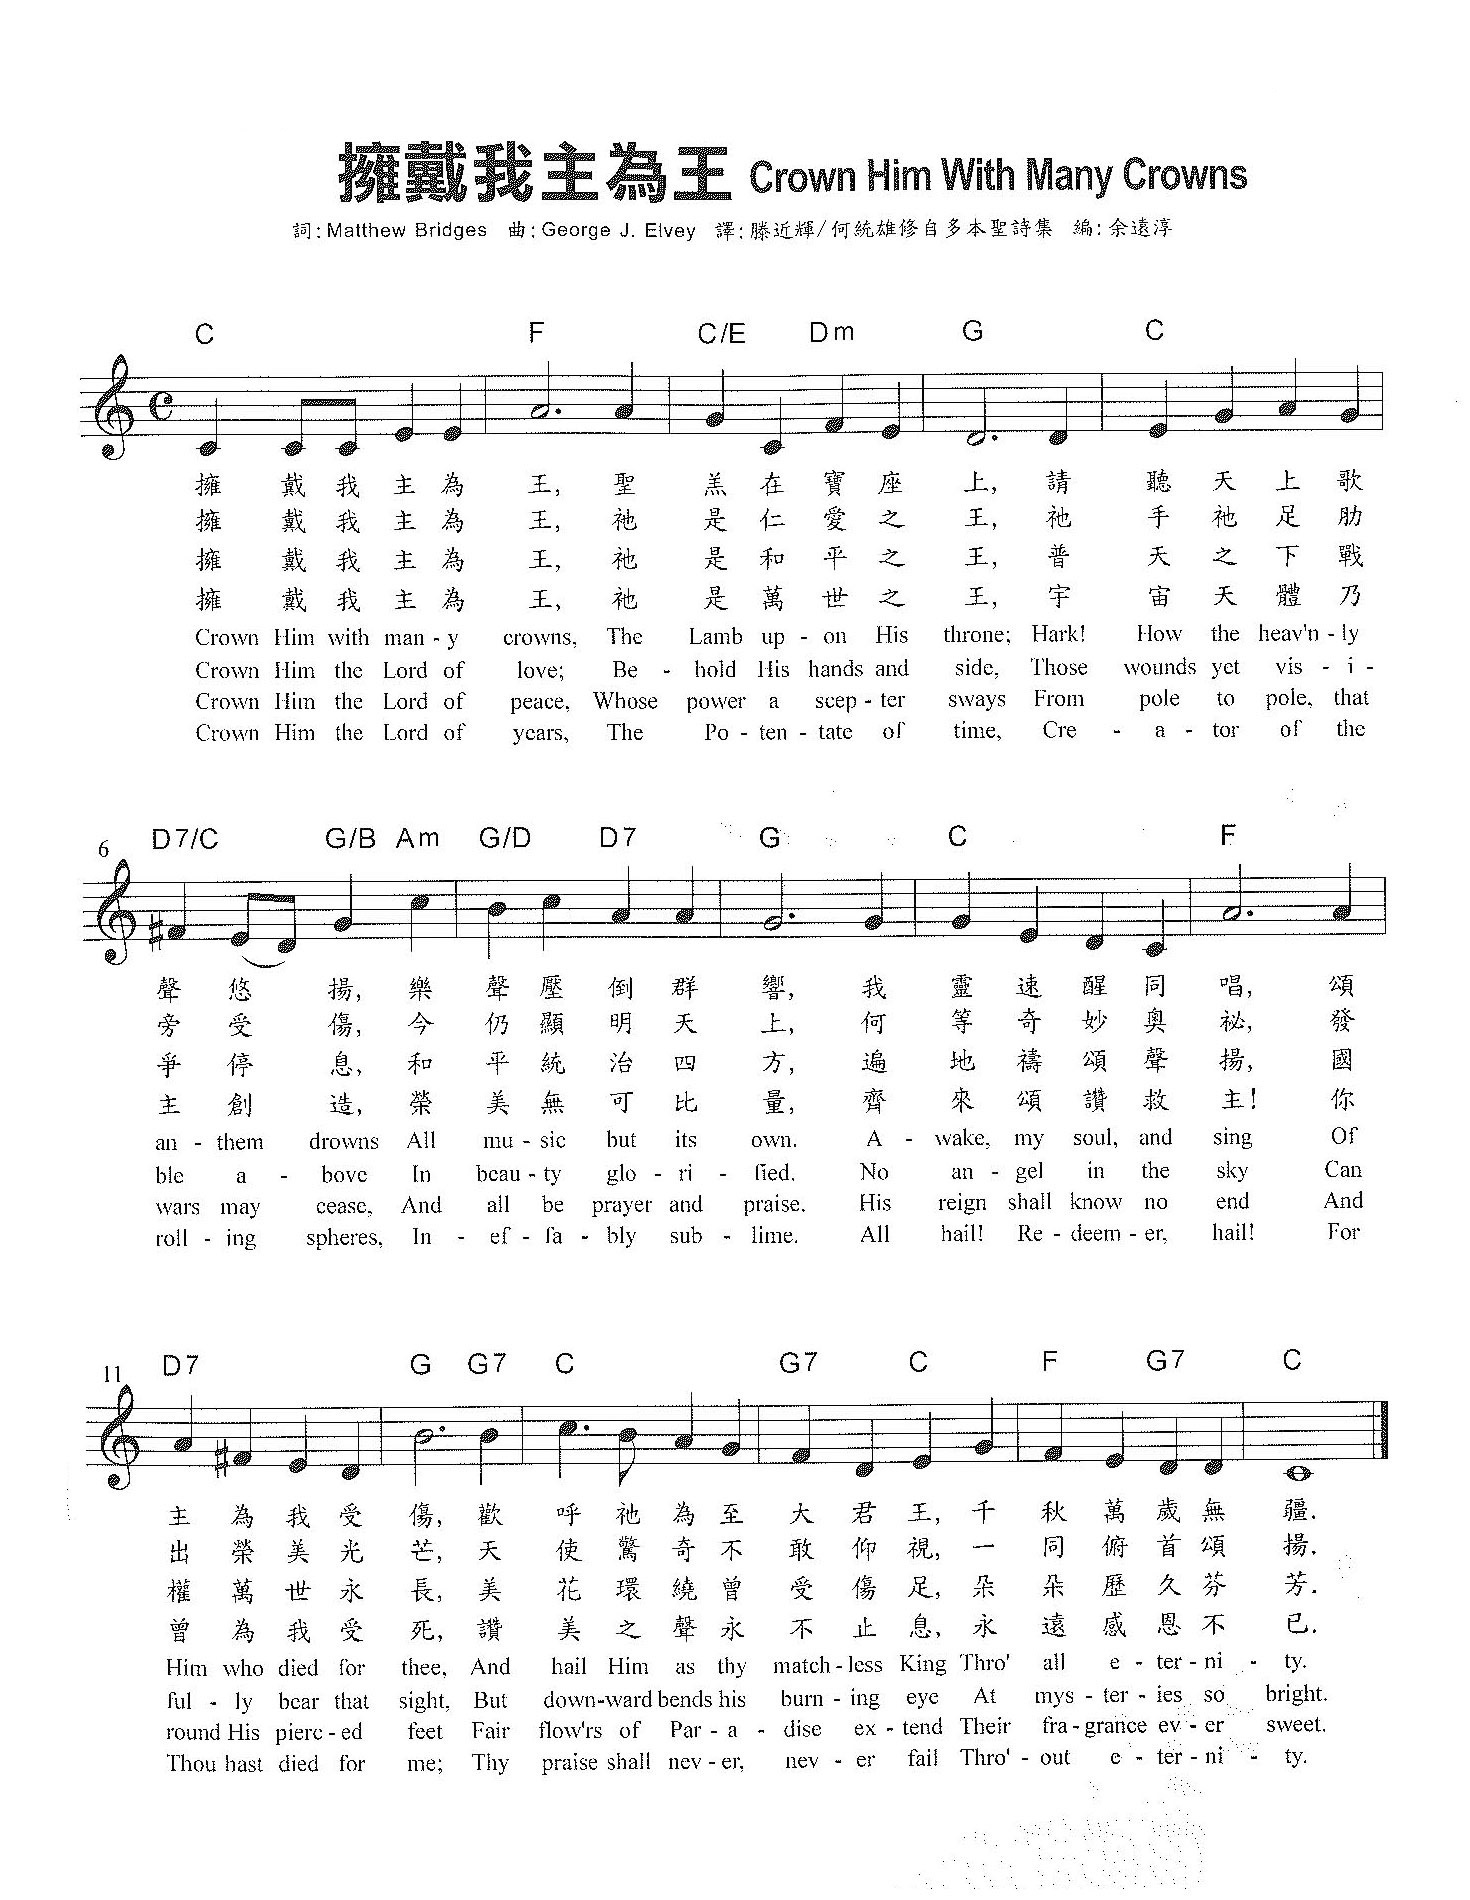 擁戴我主為王 Crown Him With Many Crowns
詞: Matthew Bridges 曲: George J. Elvey 譯: 滕近輝/何統雄修自多本聖詩集 編: 余遠淳
C F C/E Dm G C
擁 戴 我 主 為 王, 聖 羔 在 寶 座 上, 請 聽 天 上 歌
擁 戴 我 主 為 王, 祂 是 仁 愛 之 王, 祂 手 祂 足 肋
擁 戴 我 主 為 王, 祂 是 和 平 之 王, 普 天 之 下 戰
擁 戴 我 主 為 王, 祂 是 萬 世 之 王, 宇 宙 天 體 乃
Crown Him with man - y crowns, The Lamb up - on His throne; Hark! How the heav'n - ly
Crown Him the Lord of love; Be - hold His hands and side, Those wounds yet vis - i -
Crown Him the Lord of peace, Whose power a scep - ter sways From pole to pole, that
Crown Him the Lord of years, The Po - ten - tate of time, Cre - a - tor of the
6 D7/C G/B Am G/D D7 G C F
聲 悠 揚, 樂 聲 壓 倒 群 響, 我 靈 速 醒 同 唱, 頌
旁 受 傷, 今 仍 顯 明 天 上, 何 等 奇 妙 奧 祕, 發
爭 停 息, 和 平 統 治 四 方, 遍 地 禱 頌 聲 揚, 國
主 創 造, 榮 美 無 可 比 量, 齊 來 頌 讚 救 主! 你
an - them drowns All mu - sic but its own. A - wake, my soul, and sing Of
ble a - bove In beau - ty glo - ri - fied. No an - gel in the sky Can
wars may cease, And all be prayer and praise. His reign shall know no end And
roll - ing spheres, In - ef - fa - bly sub - lime. All hail! Re - deem - er, hail! For
11 D7 G G7 C G7 C F G7 C
主 為 我 受 傷, 歡 呼 祂 為 至 大 君 王, 千 秋 萬 歲 無 疆.
出 榮 美 光 芒, 天 使 驚 奇 不 敢 仰 視, 一 同 俯 首 頌 揚.
權 萬 世 永 長, 美 花 環 繞 曾 受 傷 足, 朵 朵 歷 久 芬 芳.
曾 為 我 受 死, 讚 美 之 聲 永 不 止 息, 永 遠 感 恩 不 已.
Him who died for thee, And hail Him as thy match - less King Thro' all e - ter - ni - ty.
ful - ly bear that sight, But down-ward bends his burn - ing eye At mys - ter - ies so bright.
round His pierc - ed feet Fair flow'rs of Par - a - dise ex - tend Their fra - grance ev - er sweet.
Thou hast died for me; Thy praise shall nev - er, nev - er fail Thro' - out e - ter - ni - ty.